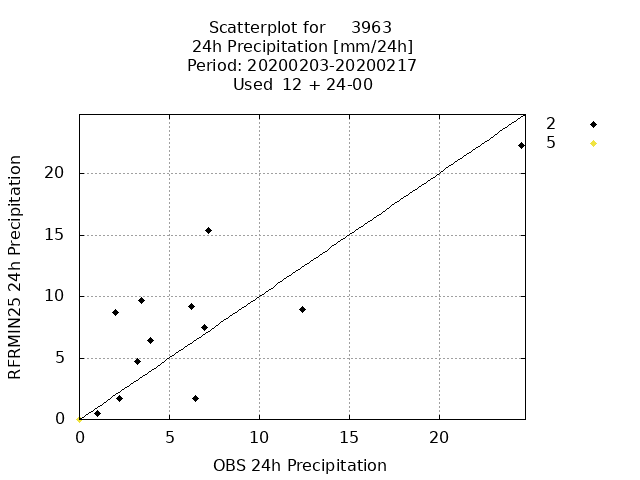 Scatterplot for 3963
24h Precipitation [mm/24h]
Period: 20200203-20200217
Used 12 + 24-00
2
5
RFRMIN25 24h Precipitation
20
15
10
5
0
0 5 10 15 20
OBS 24h Precipitation